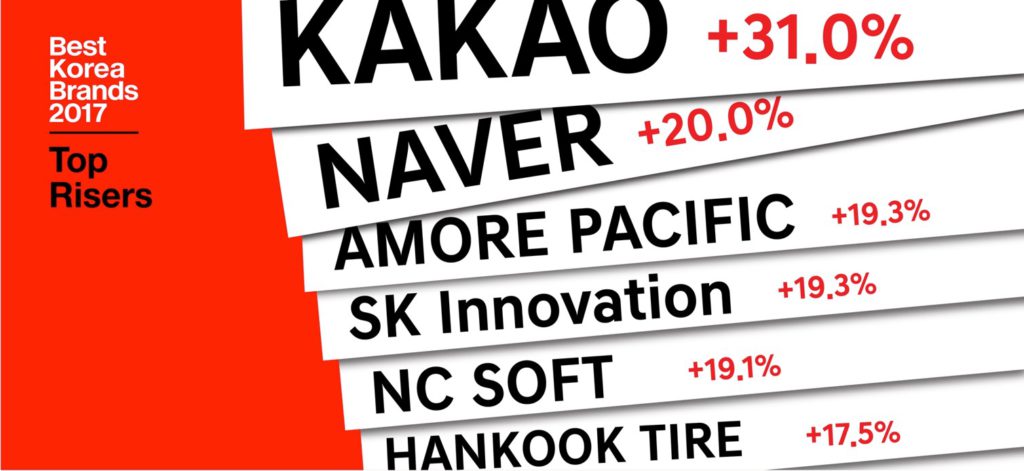 Best
Korea
Brands
2017
Top
Risers
KAKAO +31.0%
NAVER +20.0%
AMORE PACIFIC +19.3%
SK Innovation +19.3%
NC SOFT +19.1%
HANKOOK TIRE +17.5%